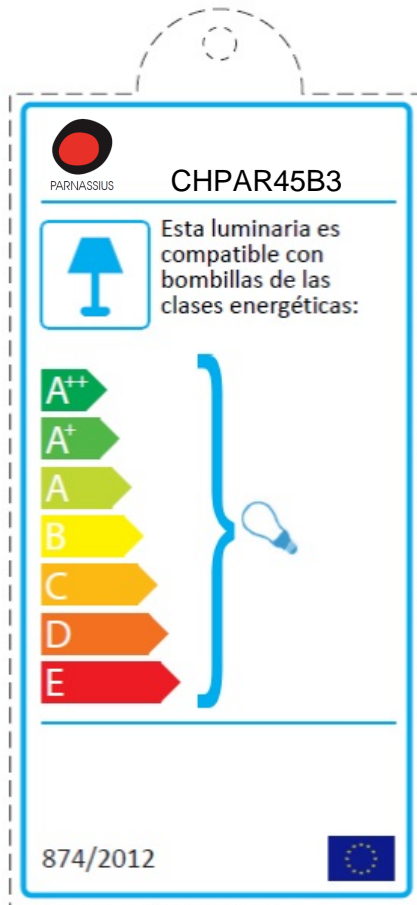 PARNASSIUS
CHPAR45B3
Esta luminaria es
compatible con
bombillas de las
clases energéticas:
A++
A+
A
B
C
D
E
874/2012